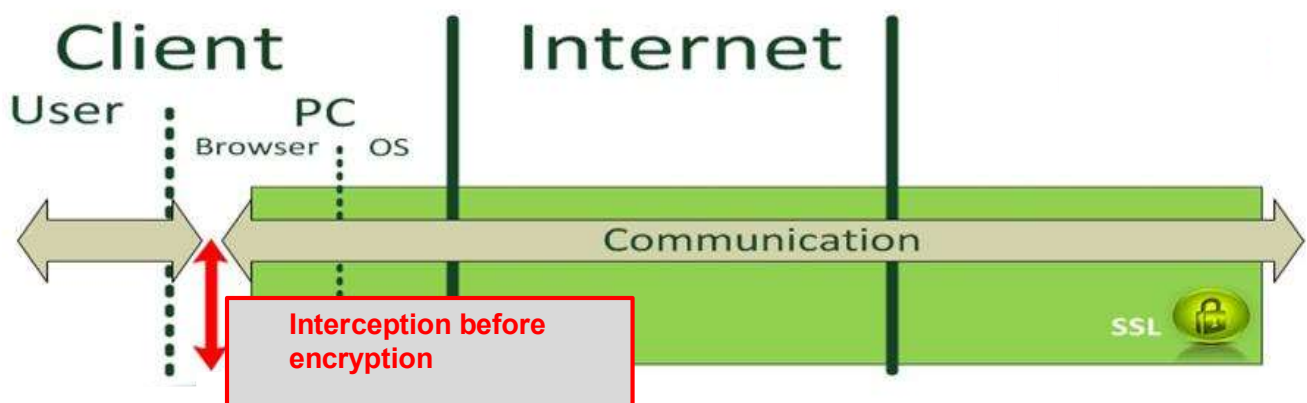 Client
Internet
User
PC
Browser
OS
Communication
Interception before
encryption
SSL